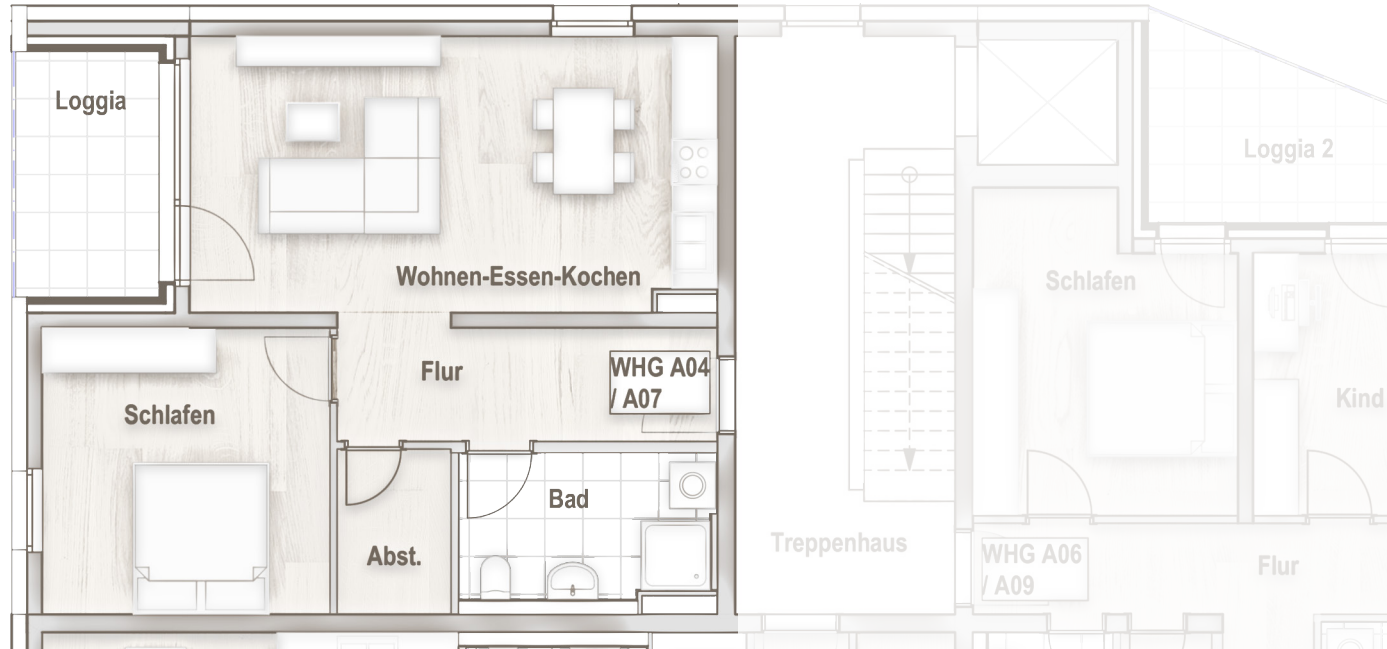 Loggia
Wohnen-Essen-Kochen
Flur
WHG A04
/ A07
Schlafen
Bad
Abst.
Treppenhaus
Loggia 2
Schlafen
Kind
WHG A06
/ A09
Flur